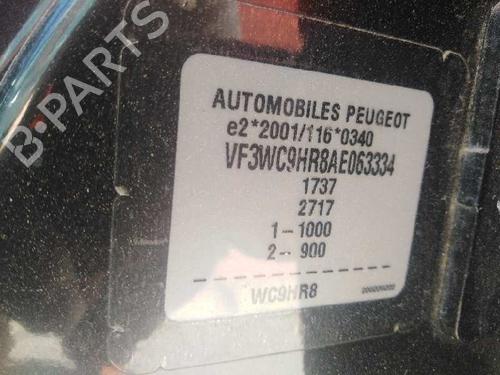 B-PARTS
AUTOMOBILES PEUGEOT
e2*2001/116*0340
VF3WC9HR8AE063334
1737
2717
1-- 1000
2-- 900
WC9HR8